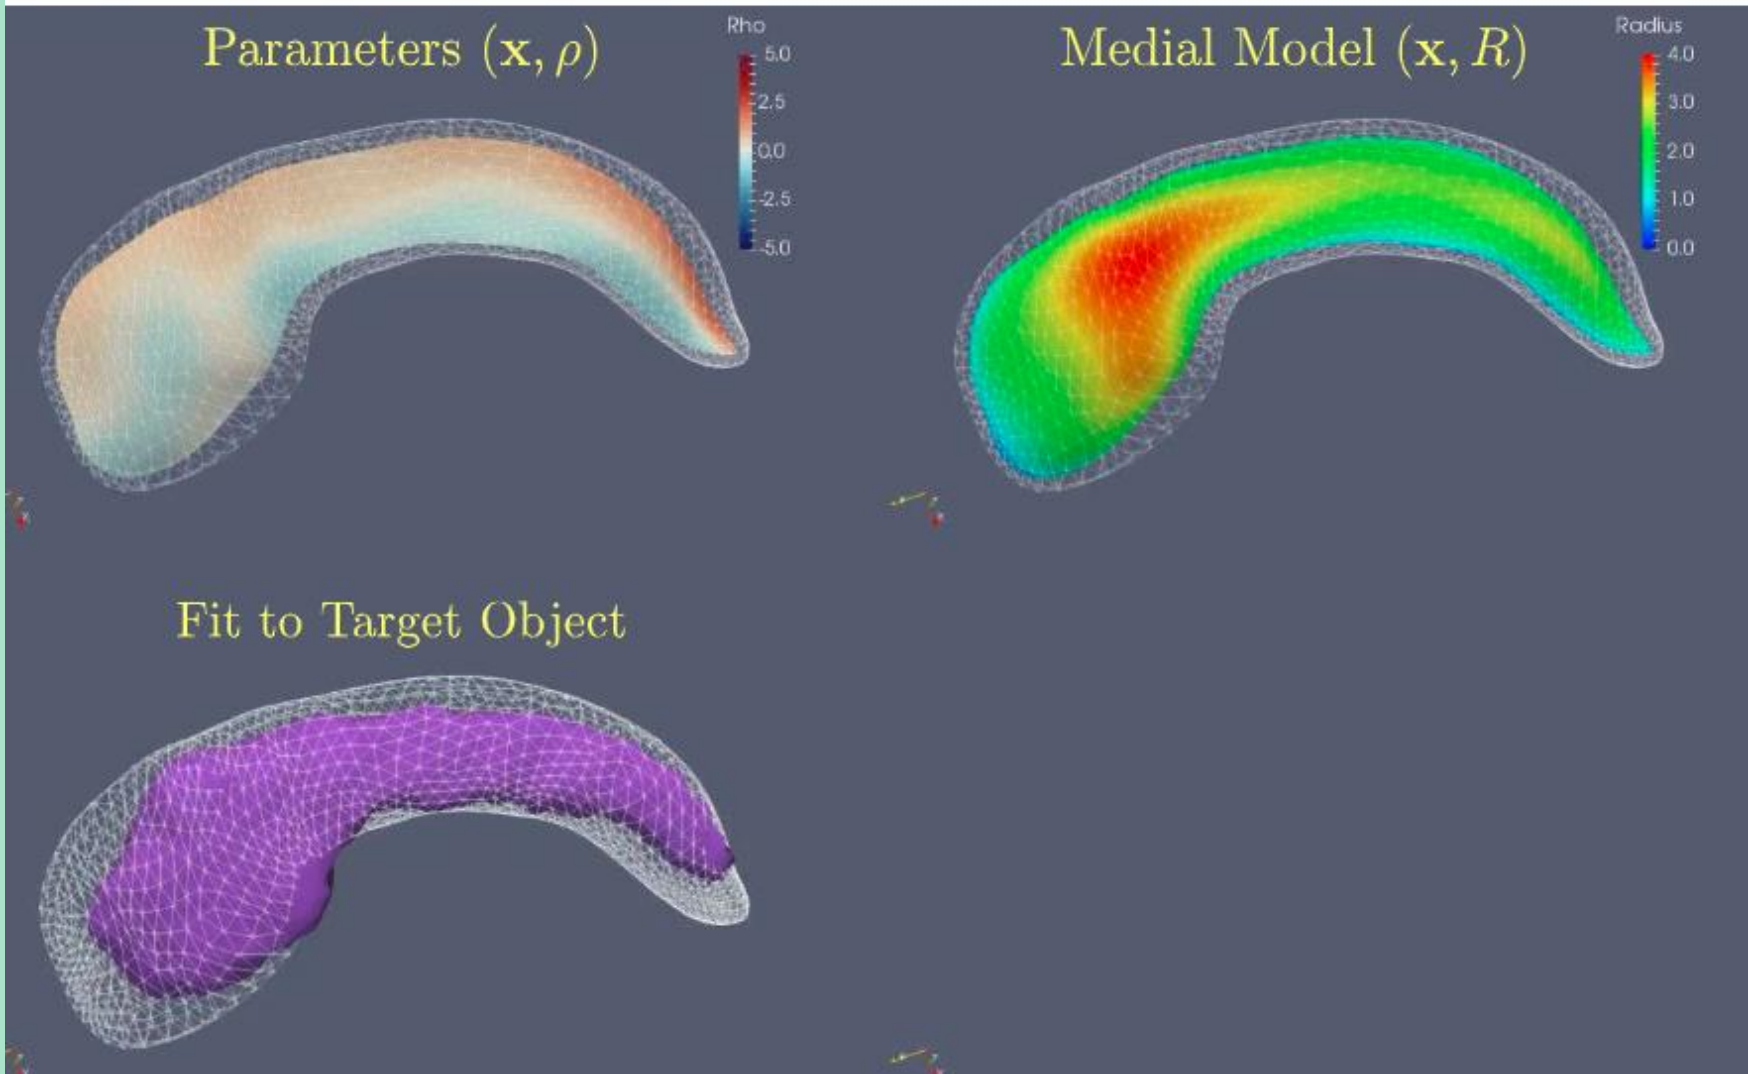 Parameters (x, ρ)
Rho
5.0
2.5
0.0
-2.5
-5.0
Medial Model (x, R)
Radius
4.0
3.0
2.0
1.0
0.0
Fit to Target Object